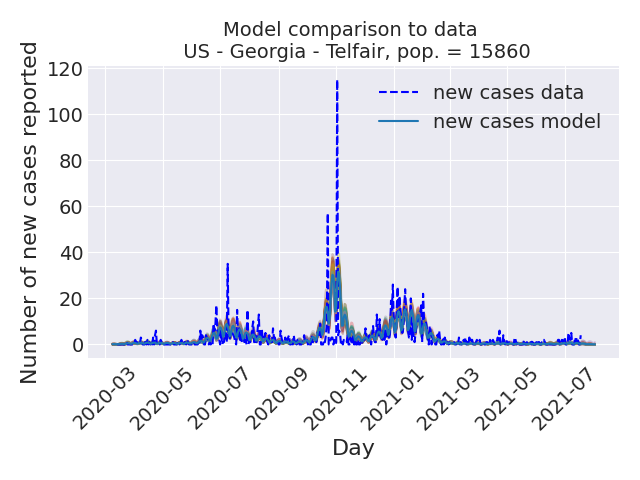 Model comparison to data
US - Georgia - Telfair, pop. = 15860
Number of new cases reported
120
100
80
60
40
20
0
new cases data
new cases model
2020-03
2020-05
2020-07
2020-09
2020-11
2021-01
2021-03
2021-05
2021-07
Day